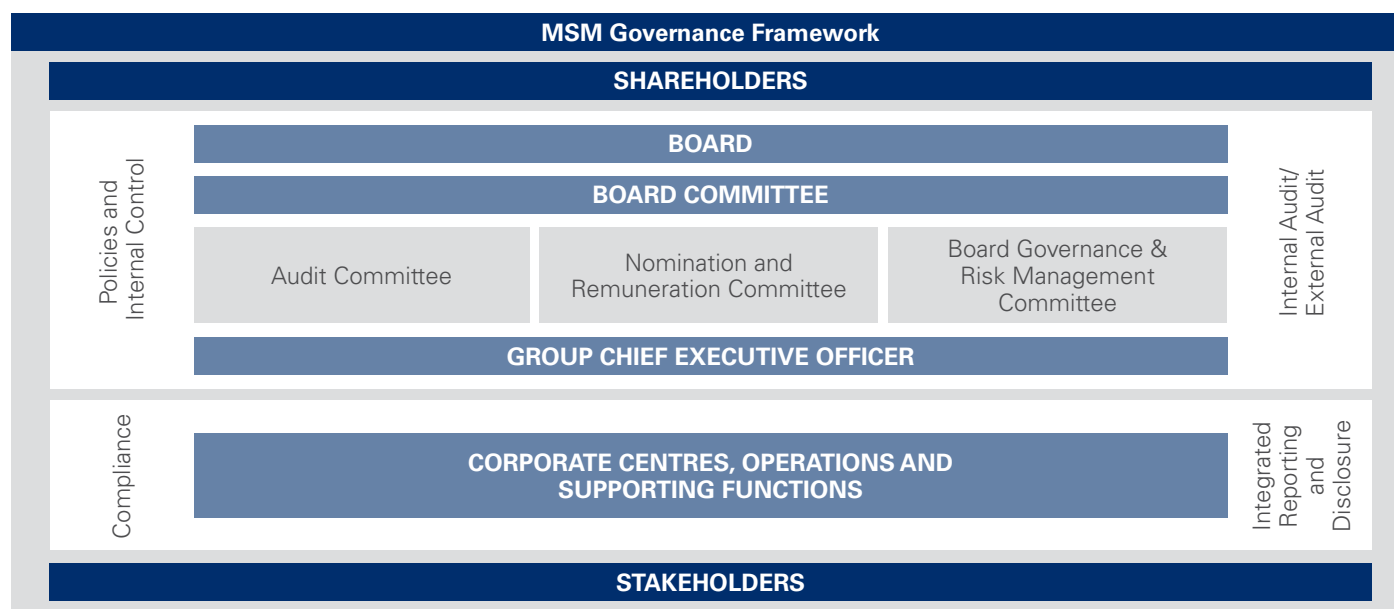 MSM Governance Framework
SHAREHOLDERS
Policies and
Internal Control
BOARD
BOARD COMMITTEE
Audit Committee
Nomination and
Remuneration Committee
Board Governance &
Risk Management
Committee
GROUP CHIEF EXECUTIVE OFFICER
Internal Audit/
External Audit
Compliance
CORPORATE CENTRES, OPERATIONS AND
SUPPORTING FUNCTIONS
Integrated
Reporting
and
Disclosure
STAKEHOLDERS